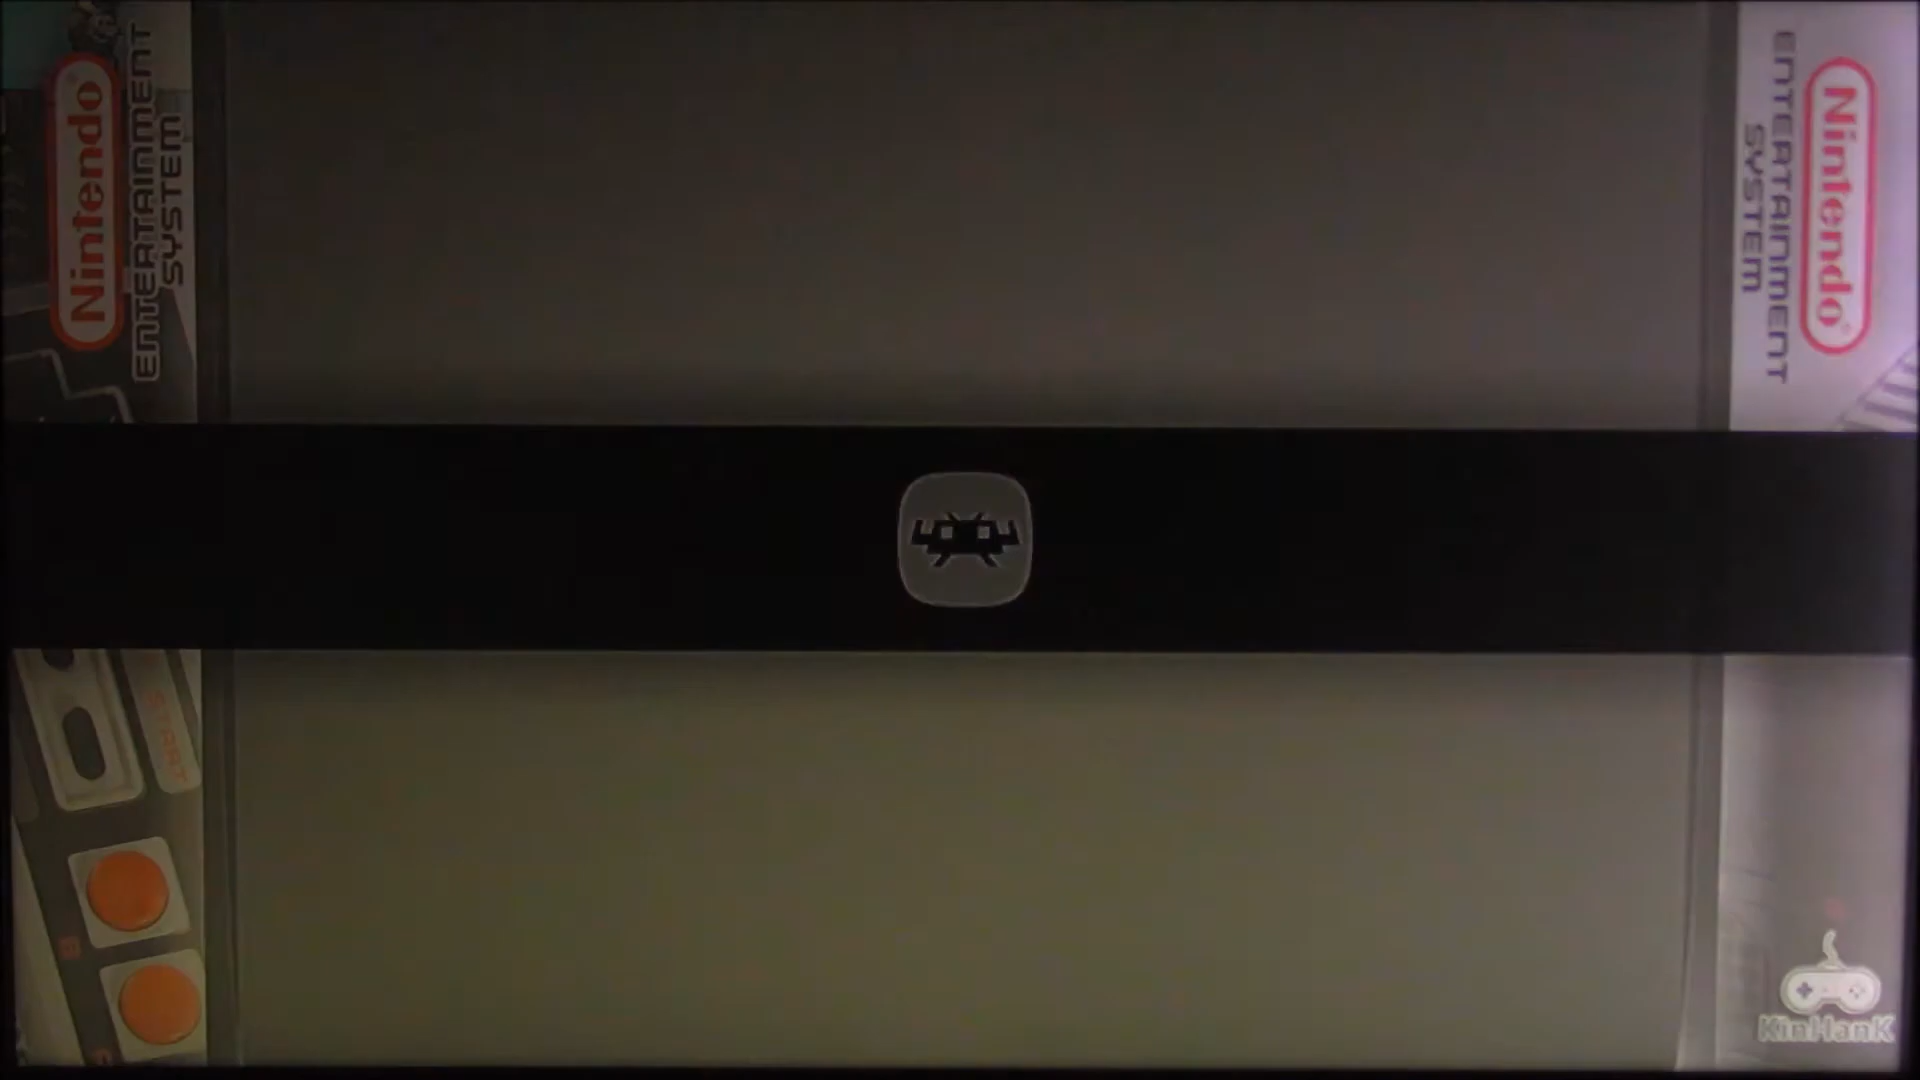 Nintendo
ENTERTAINMENT
SYSTEM
Nintendo®
ENTERTAINMENT
SYSTEM
START
B
KinHanK